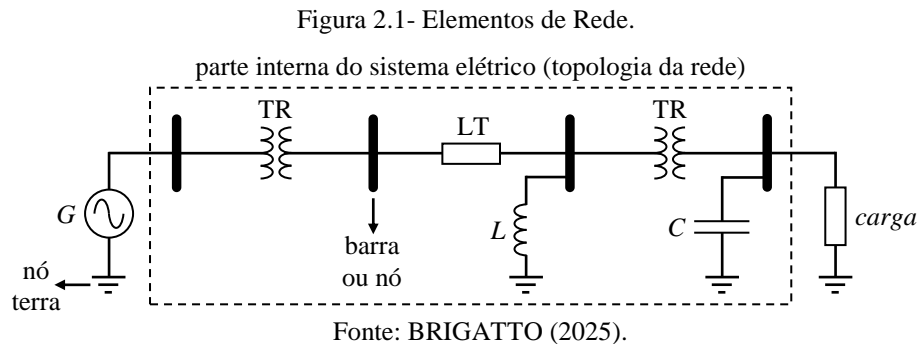 Figura 2.1- Elementos de Rede.
parte interna do sistema elétrico (topologia da rede)
TR
LT
TR
G
L
C
carga
barra
ou nó
nó
terra
Fonte: BRIGATTO (2025).